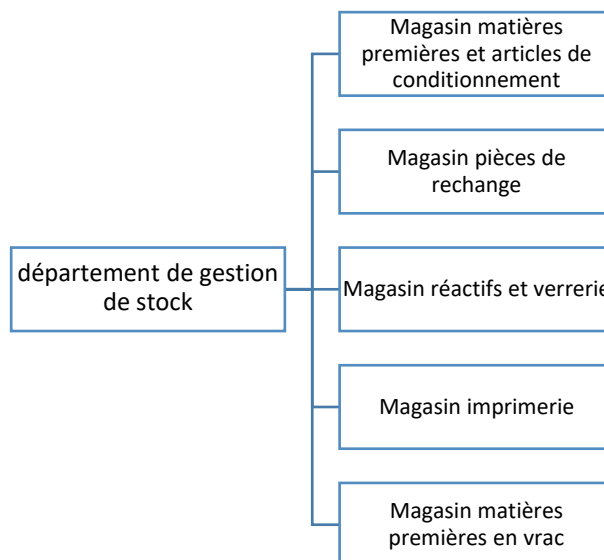 Magasin matières
premières et articles de
conditionnement
Magasin pièces de
rechange
département de gestion
de stock
Magasin réactifs et verrerie
Magasin imprimerie
Magasin matières
premières en vrac